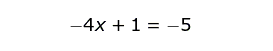 −4x + 1 = −5